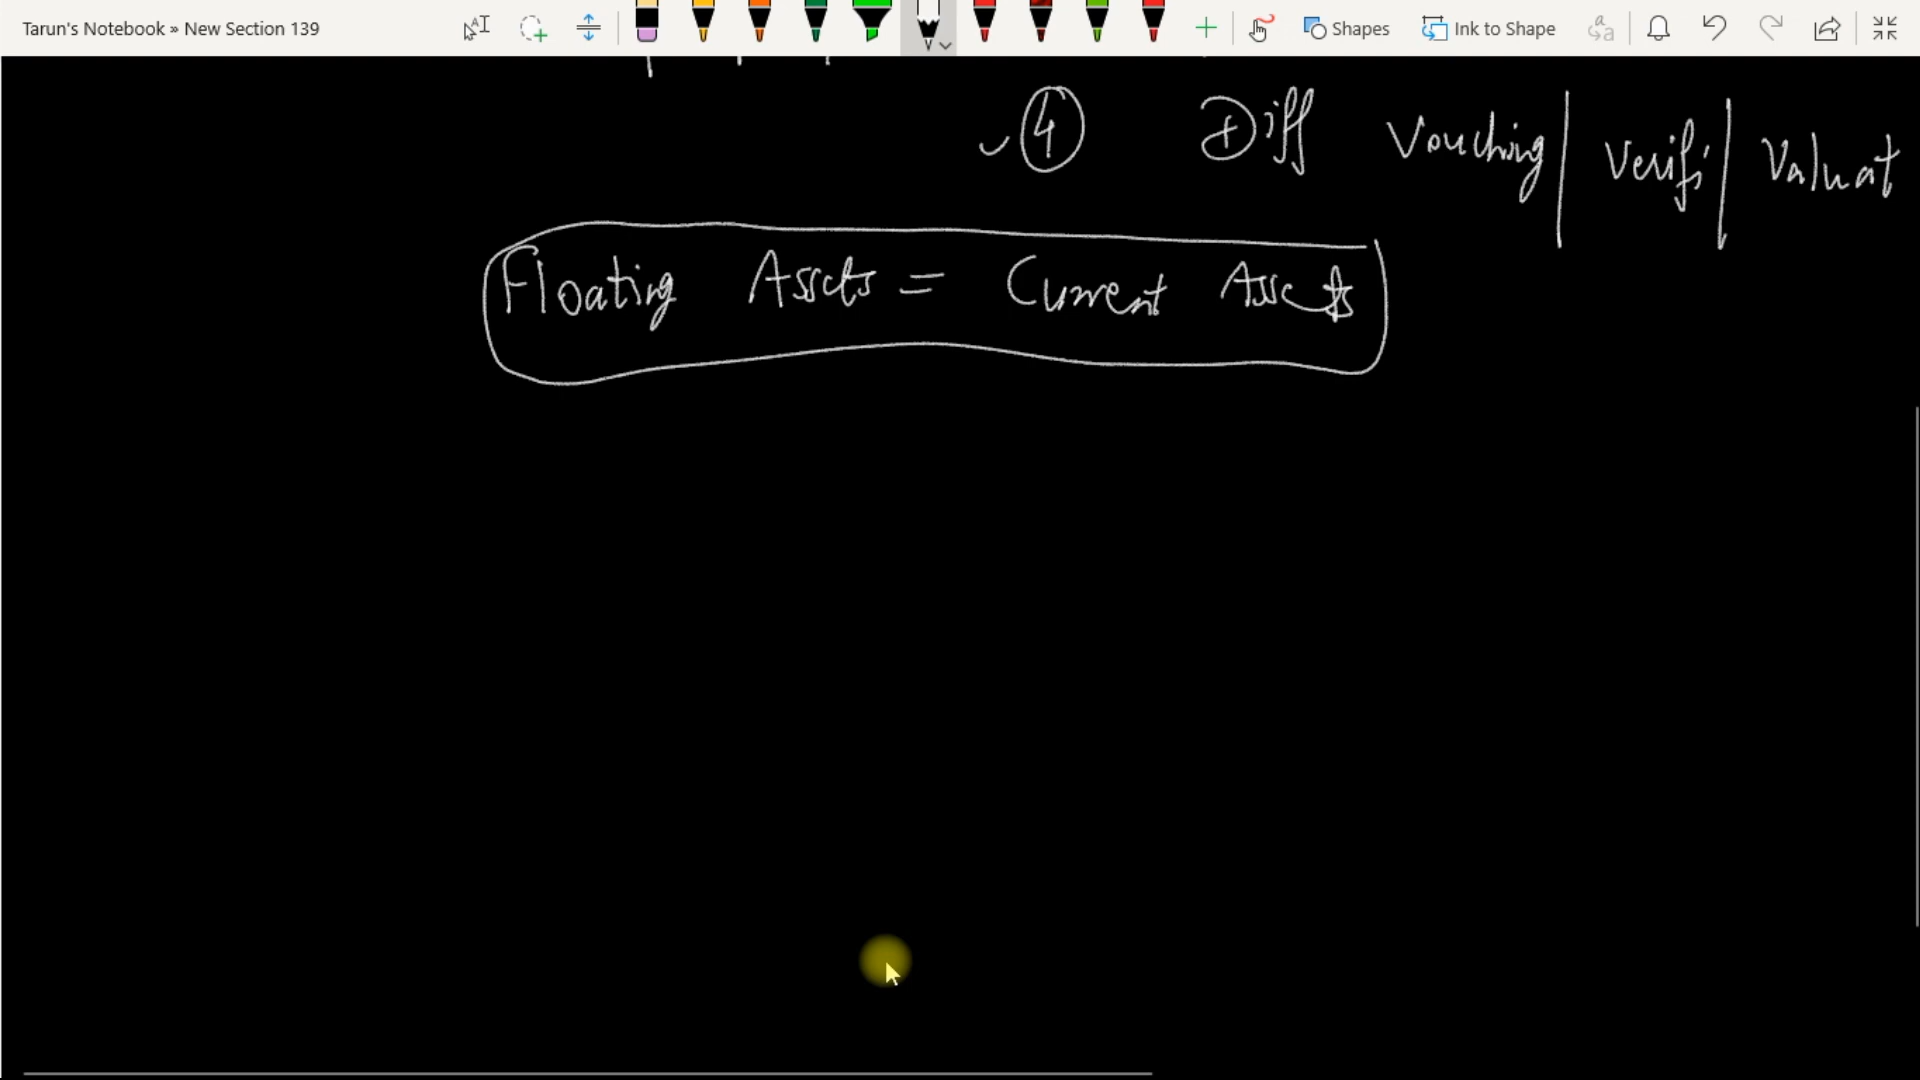 Tarun's Notebook » New Section 139 Shapes Ink to Shape
④ Diff Vouching | Verifi | Valuat
Floating Assets = Current Assets